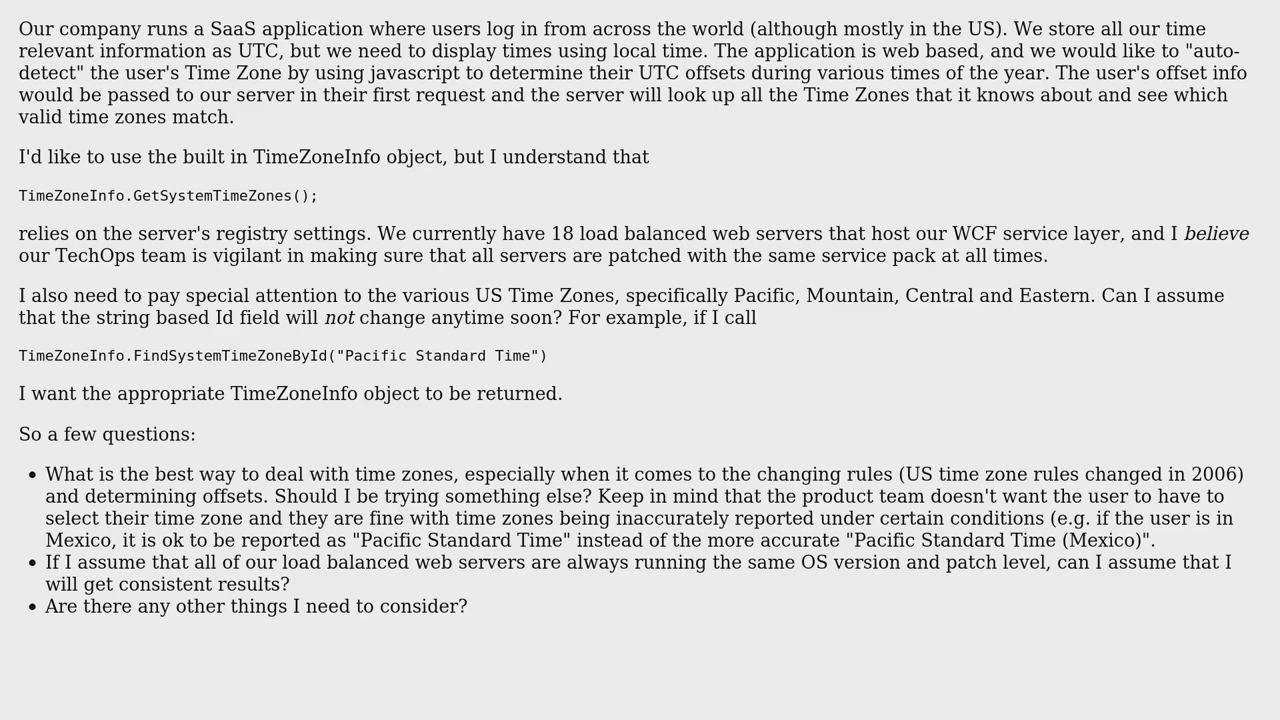 Our company runs a SaaS application where users log in from across the world (although mostly in the US). We store all our time
relevant information as UTC, but we need to display times using local time. The application is web based, and we would like to "auto-
detect" the user's Time Zone by using javascript to determine their UTC offsets during various times of the year. The user's offset info
would be passed to our server in their first request and the server will look up all the Time Zones that it knows about and see which
valid time zones match.
I'd like to use the built in TimeZoneInfo object, but I understand that
TimeZoneInfo.GetSystemTimeZones();
relies on the server's registry settings. We currently have 18 load balanced web servers that host our WCF service layer, and I believe
our TechOps team is vigilant in making sure that all servers are patched with the same service pack at all times.
I also need to pay special attention to the various US Time Zones, specifically Pacific, Mountain, Central and Eastern. Can I assume
that the string based Id field will not change anytime soon? For example, if I call
TimeZoneInfo.FindSystemTimeZoneById("Pacific Standard Time")
I want the appropriate TimeZoneInfo object to be returned.
So a few questions:
• What is the best way to deal with time zones, especially when it comes to the changing rules (US time zone rules changed in 2006)
and determining offsets. Should I be trying something else? Keep in mind that the product team doesn't want the user to have to
select their time zone and they are fine with time zones being inaccurately reported under certain conditions (e.g. if the user is in
Mexico, it is ok to be reported as "Pacific Standard Time" instead of the more accurate "Pacific Standard Time (Mexico)".
• If I assume that all of our load balanced web servers are always running the same OS version and patch level, can I assume that I
will get consistent results?
• Are there any other things I need to consider?